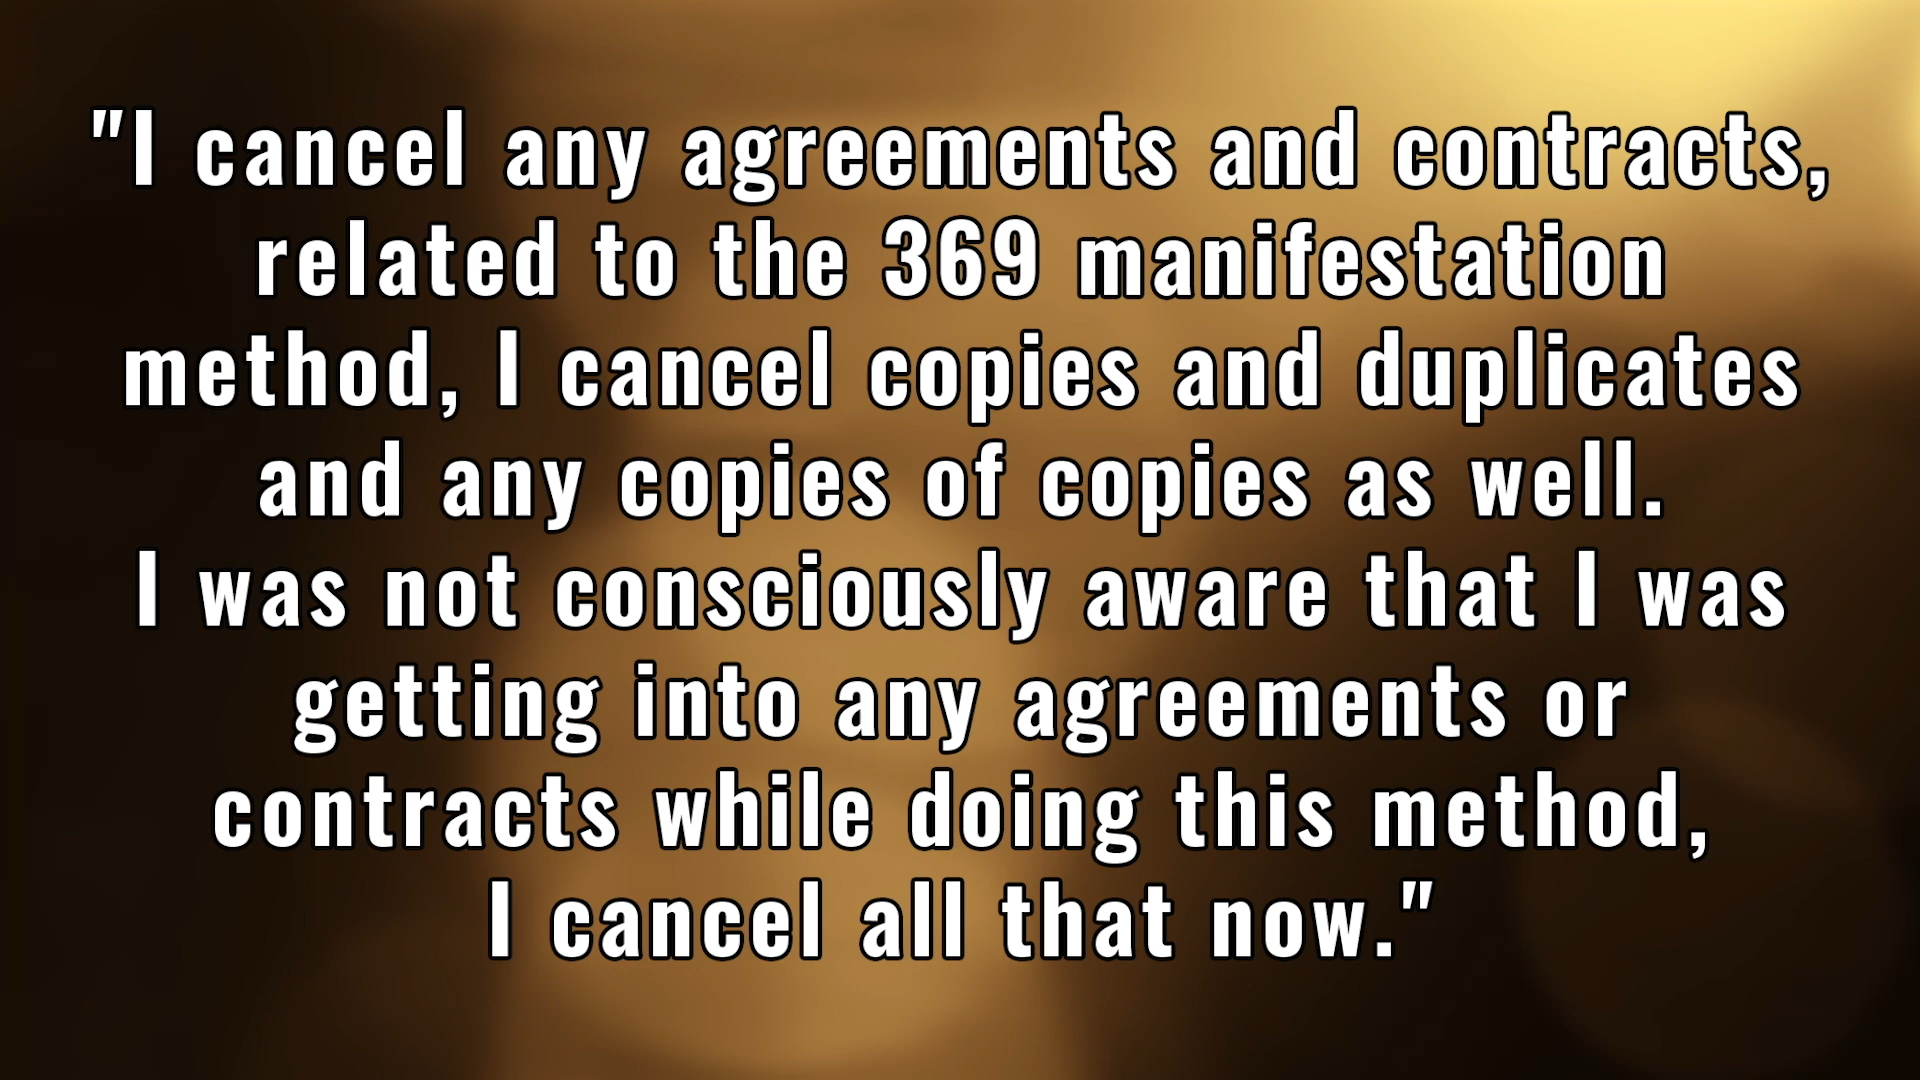 "I cancel any agreements and contracts,
related to the 369 manifestation
method, I cancel copies and duplicates
and any copies of copies as well.
I was not consciously aware that I was
getting into any agreements or
contracts while doing this method,
I cancel all that now."